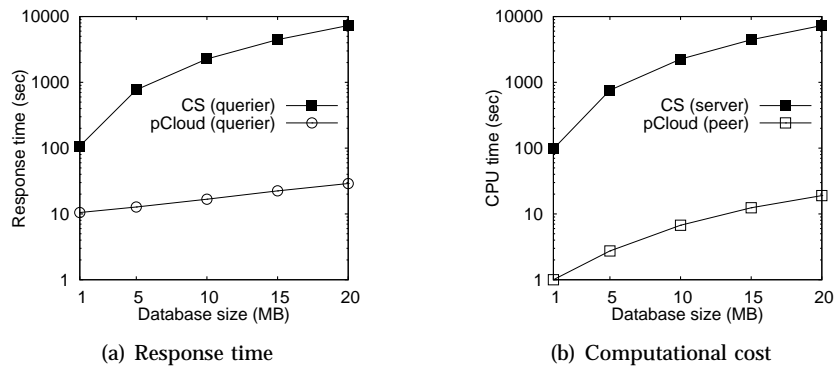 10000
1000
100
10
1
Response time (sec)
CS (querier)
pCloud (querier)
1 5 10 15 20
Database size (MB)
(a) Response time
10000
1000
100
10
1
CPU time (sec)
CS (server)
pCloud (peer)
1 5 10 15 20
Database size (MB)
(b) Computational cost